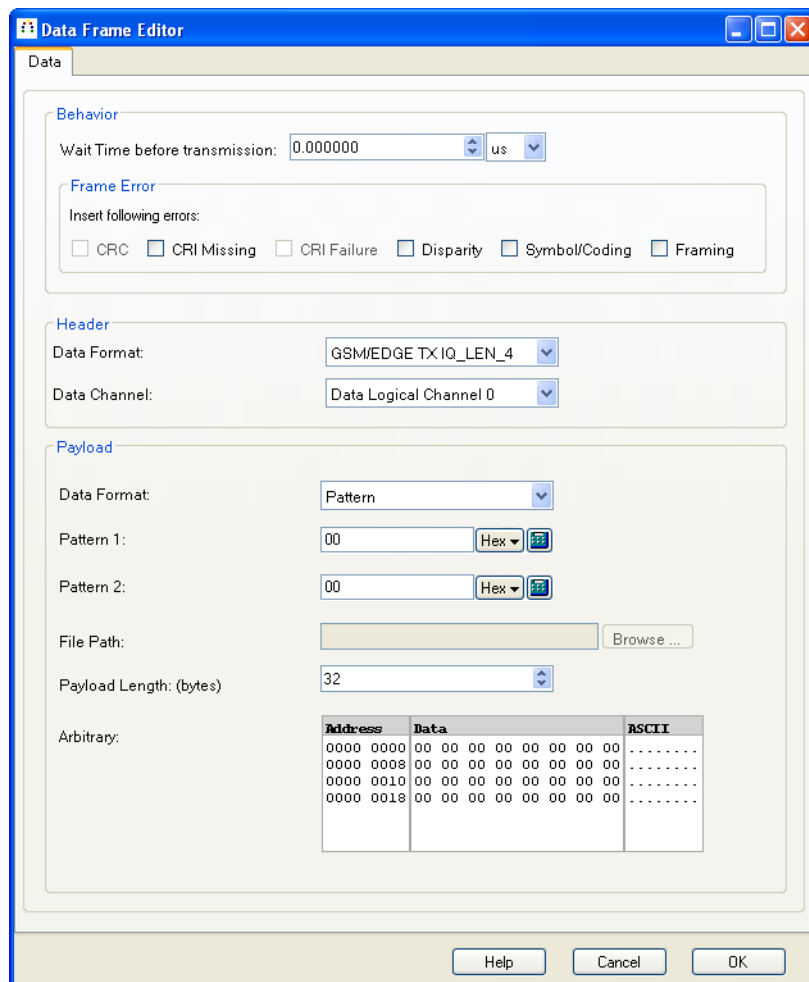 Data Frame Editor
Data
Behavior
Wait Time before transmission: 0.000000 us
Frame Error
Insert following errors:
CRC CRI Missing CRI Failure Disparity Symbol/Coding Framing
Header
Data Format: GSM/EDGE TX IQ_LEN_4
Data Channel: Data Logical Channel 0
Payload
Data Format: Pattern
Pattern 1: 00 Hex
Pattern 2: 00 Hex
File Path: Browse ...
Payload Length: (bytes) 32
Arbitrary: Address Data ASCII
0000 0000 00 00 00 00 00 00 00 00 ........
0000 0008 00 00 00 00 00 00 00 00 ........
0000 0010 00 00 00 00 00 00 00 00 ........
0000 0018 00 00 00 00 00 00 00 00 ........
Help Cancel OK